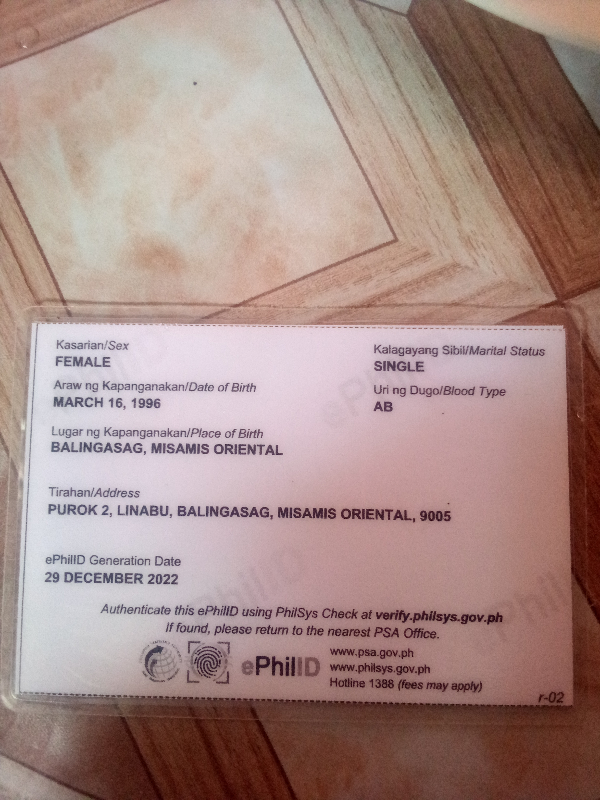 Kasarian/Sex
FEMALE
Kalagayang Sibil/Marital Status
SINGLE
Araw ng Kapanganakan/Date of Birth
MARCH 16, 1996
Uri ng Dugo/Blood Type
AB
Lugar ng Kapanganakan/Place of Birth
BALINGASAG, MISAMIS ORIENTAL
Tirahan/Address
PUROK 2, LINABU, BALINGASAG, MISAMIS ORIENTAL, 9005
ePhilID Generation Date
29 DECEMBER 2022
Authenticate this ePhilID using PhilSys Check at verify.philsys.gov.ph
If found, please return to the nearest PSA Office.
ePhilID
www.psa.gov.ph
www.philsys.gov.ph
Hotline 1388 (fees may apply)
r-02